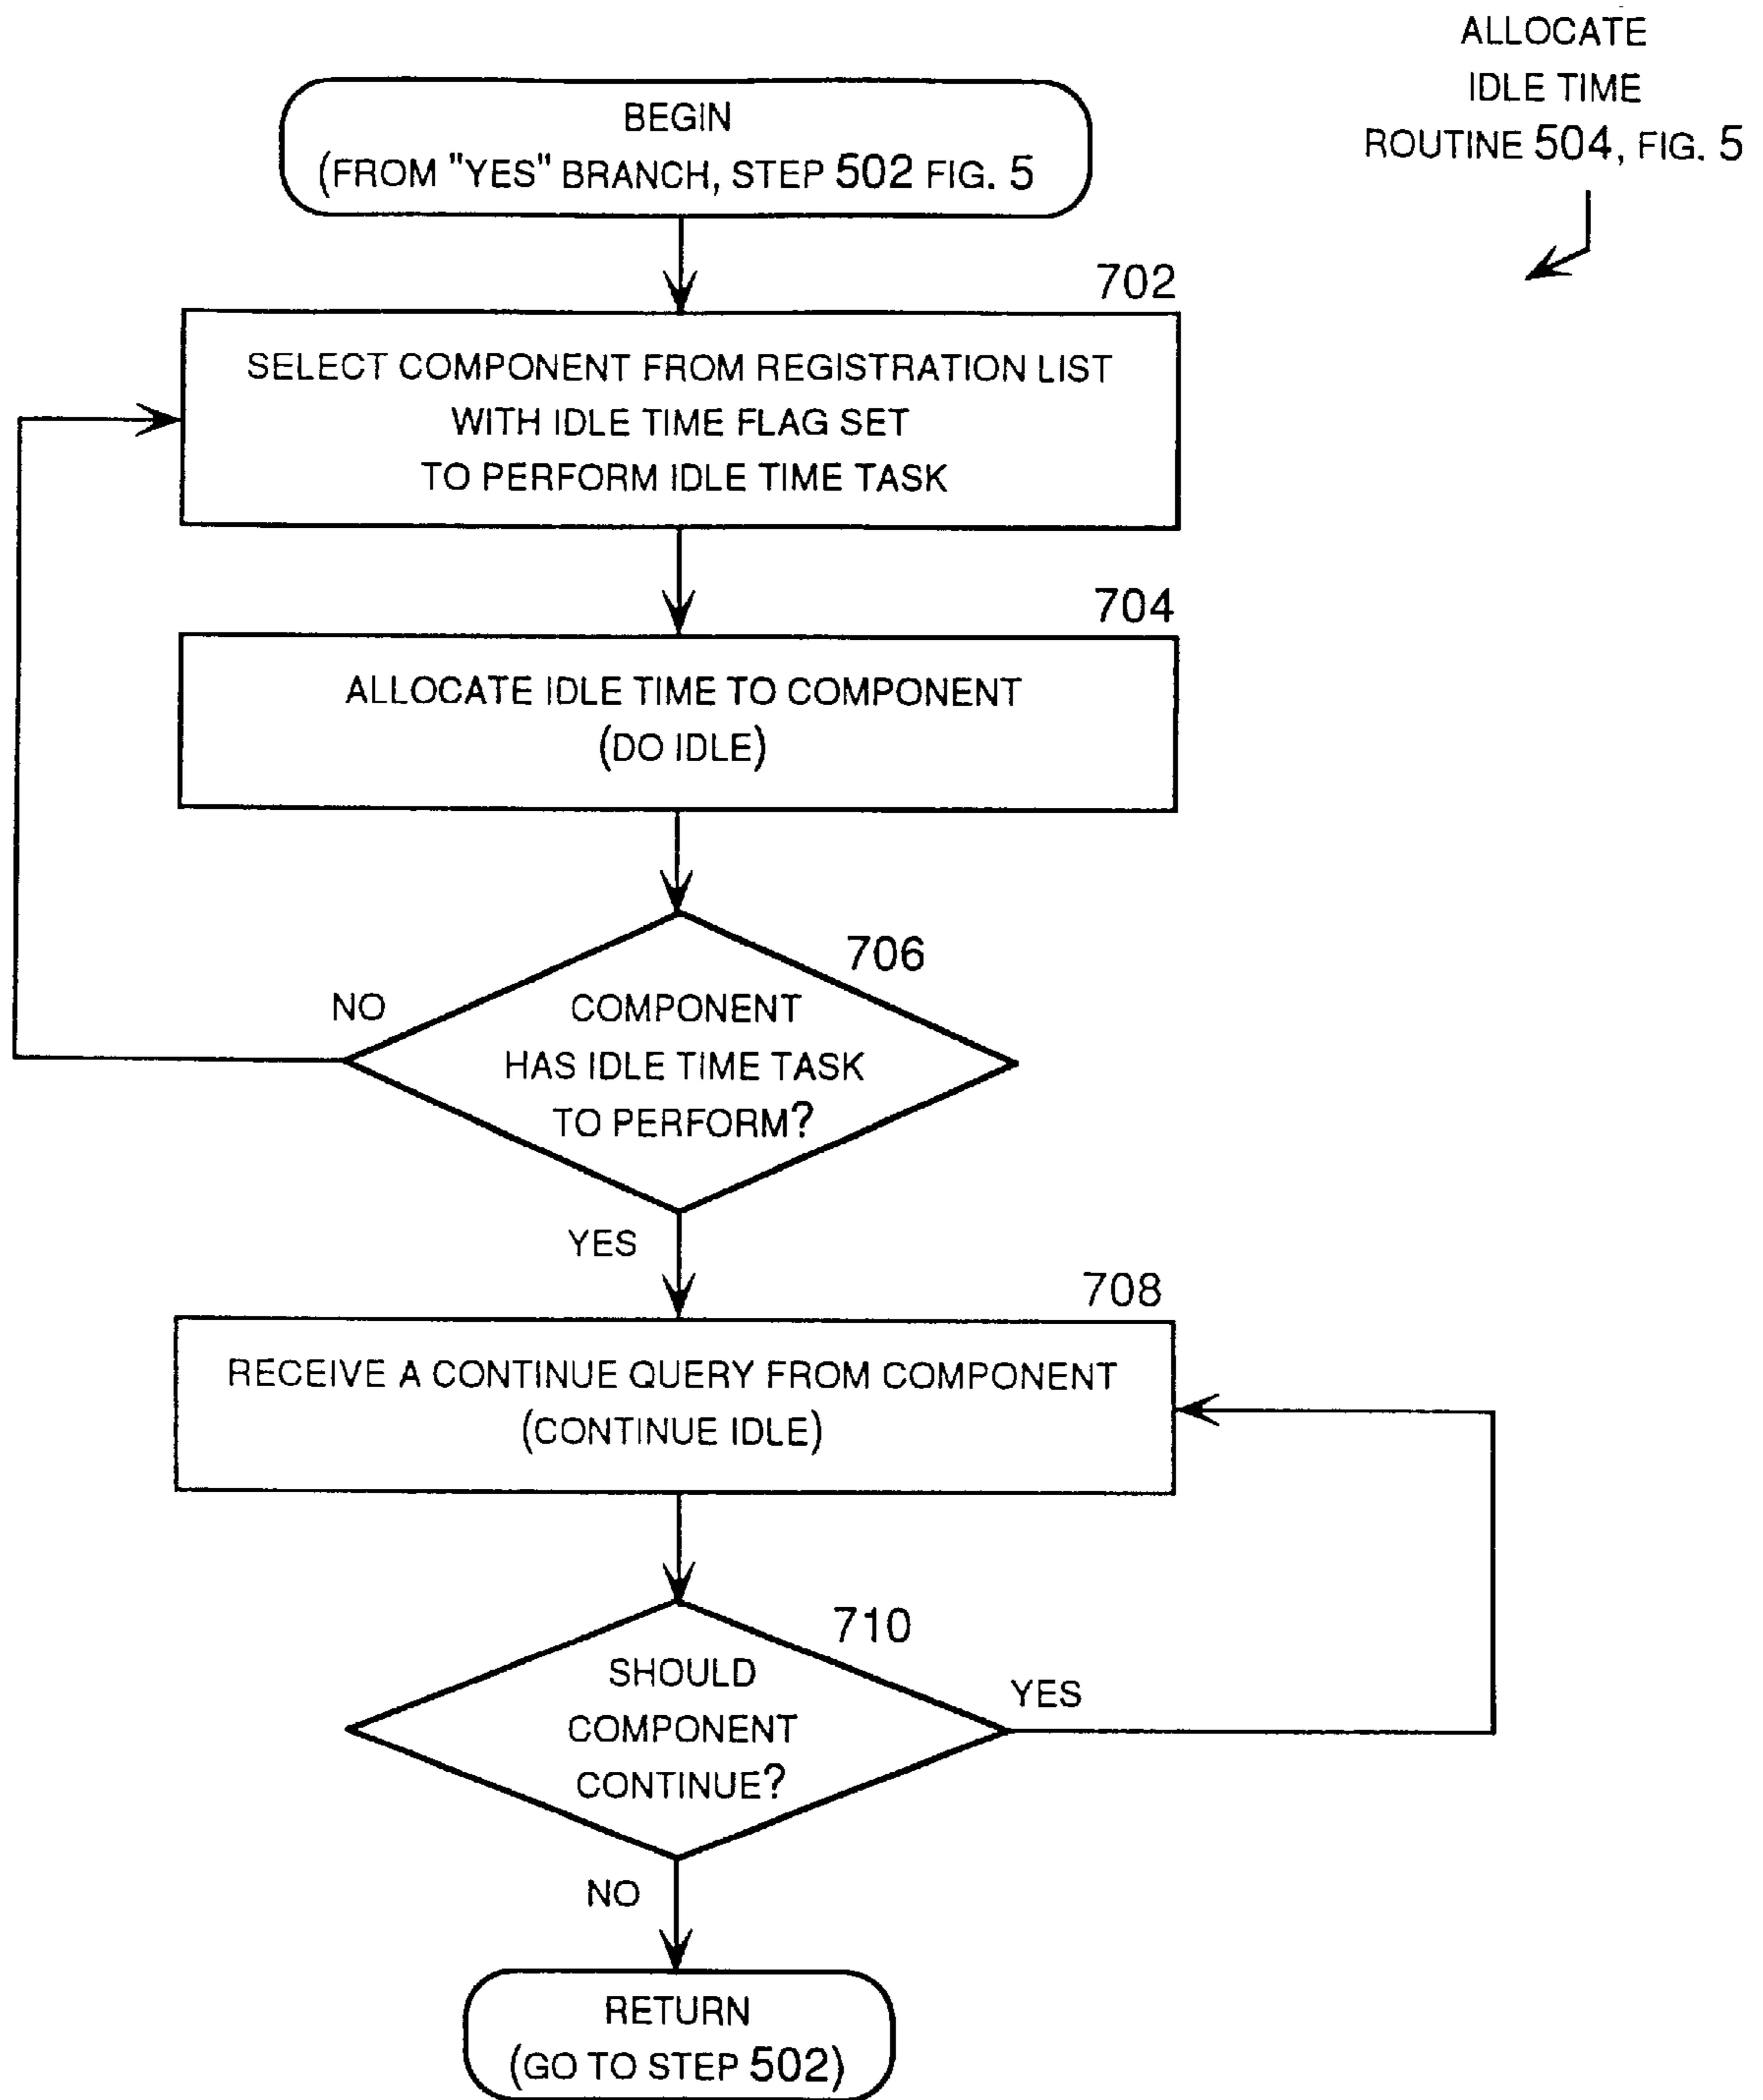 ALLOCATE
IDLE TIME
ROUTINE 504, FIG. 5
BEGIN
(FROM "YES" BRANCH, STEP 502 FIG. 5
702
SELECT COMPONENT FROM REGISTRATION LIST
WITH IDLE TIME FLAG SET
TO PERFORM IDLE TIME TASK
704
ALLOCATE IDLE TIME TO COMPONENT
(DO IDLE)
706
NO
COMPONENT
HAS IDLE TIME TASK
TO PERFORM?
YES
708
RECEIVE A CONTINUE QUERY FROM COMPONENT
(CONTINUE IDLE)
710
SHOULD
COMPONENT
CONTINUE?
YES
NO
RETURN
(GO TO STEP 502)